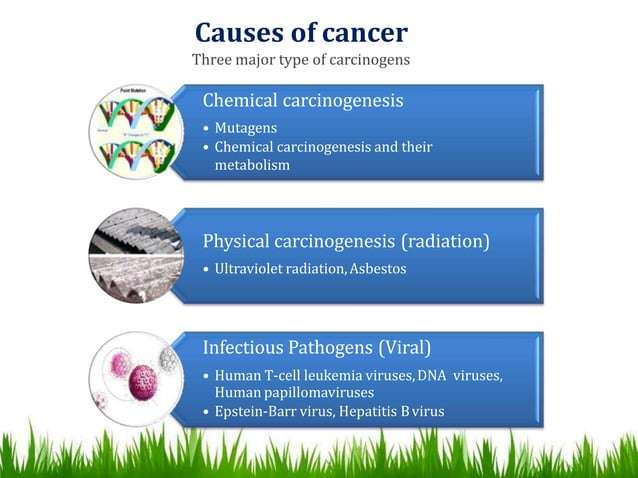 Causes of cancer
Three major type of carcinogens
Point Mutation
Chemical carcinogenesis
• Mutagens
• Chemical carcinogenesis and their
metabolism
Physical carcinogenesis (radiation)
• Ultraviolet radiation, Asbestos
Infectious Pathogens (Viral)
• Human T-cell leukemia viruses, DNA viruses,
Human papillomaviruses
• Epstein-Barr virus, Hepatitis B virus